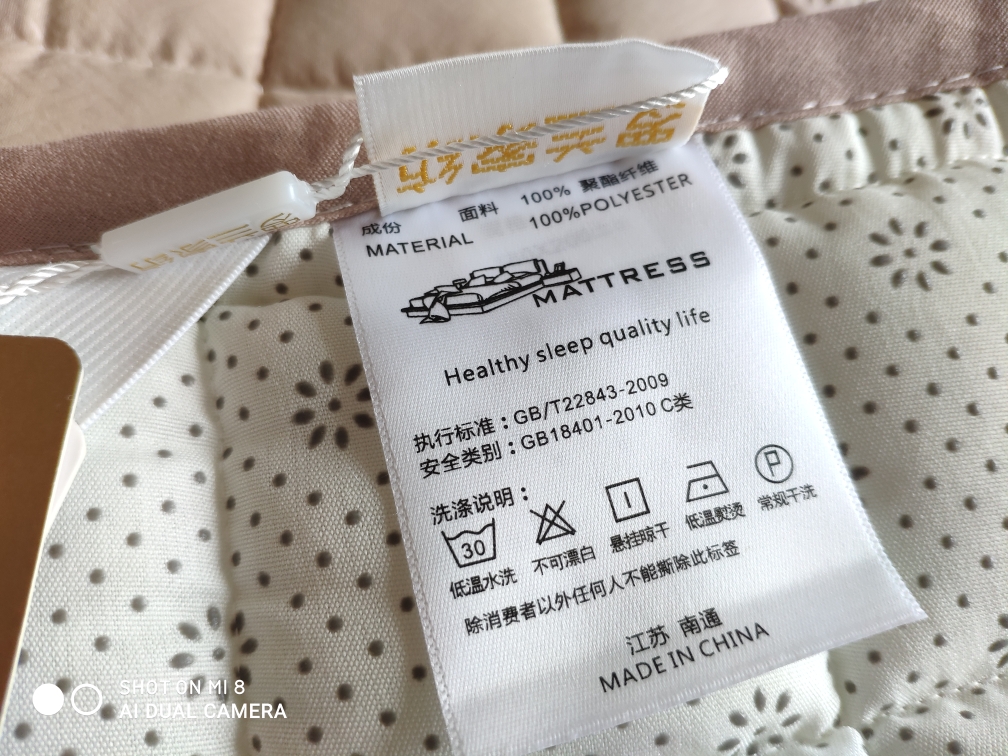 成份 面料 100% 聚酯纤维
MATERIAL 100%POLYESTER
MATTRESS
Healthy sleep quality life
执行标准：GB/T22843-2009
安全类别：GB18401-2010 C类
洗涤说明：
30
P
低温水洗 不可漂白 悬挂晾干 低温熨烫 常规干洗
除消费者以外任何人不能撕除此标签
江苏 南通
MADE IN CHINA
SHOT ON MI 8
AI DUAL CAMERA